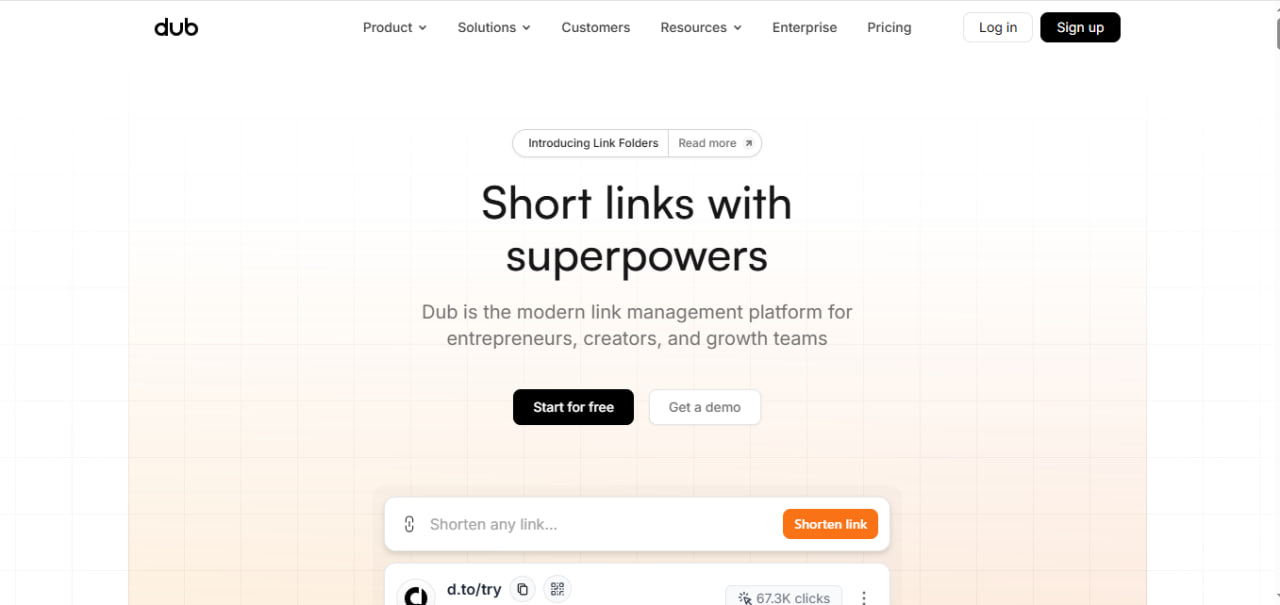 dub
Product
Solutions
Customers
Resources
Enterprise
Pricing
Log in
Sign up
Introducing Link Folders
Read more
Short links with
superpowers
Dub is the modern link management platform for
entrepreneurs, creators, and growth teams
Start for free
Get a demo
Shorten any link...
Shorten link
d.to/try
67.3K clicks